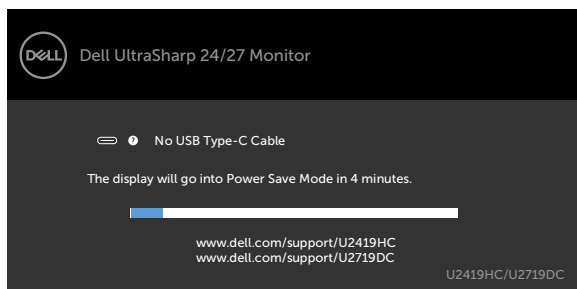 DELL
Dell UltraSharp 24/27 Monitor
? No USB Type-C Cable
The display will go into Power Save Mode in 4 minutes.
www.dell.com/support/U2419HC
www.dell.com/support/U2719DC
U2419HC/U2719DC